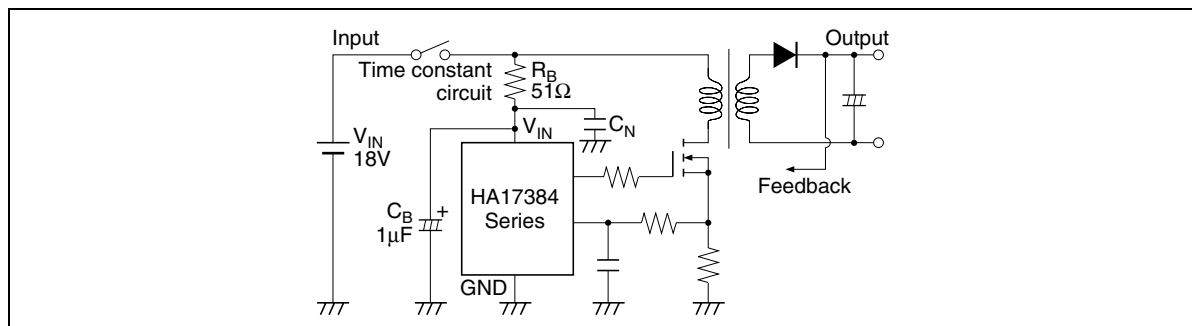 Input
Output
Time constant
circuit
R_B
51Ω
V_IN
C_N
V_IN
18V
Feedback
HA17384
Series
C_B
+
1μF
GND